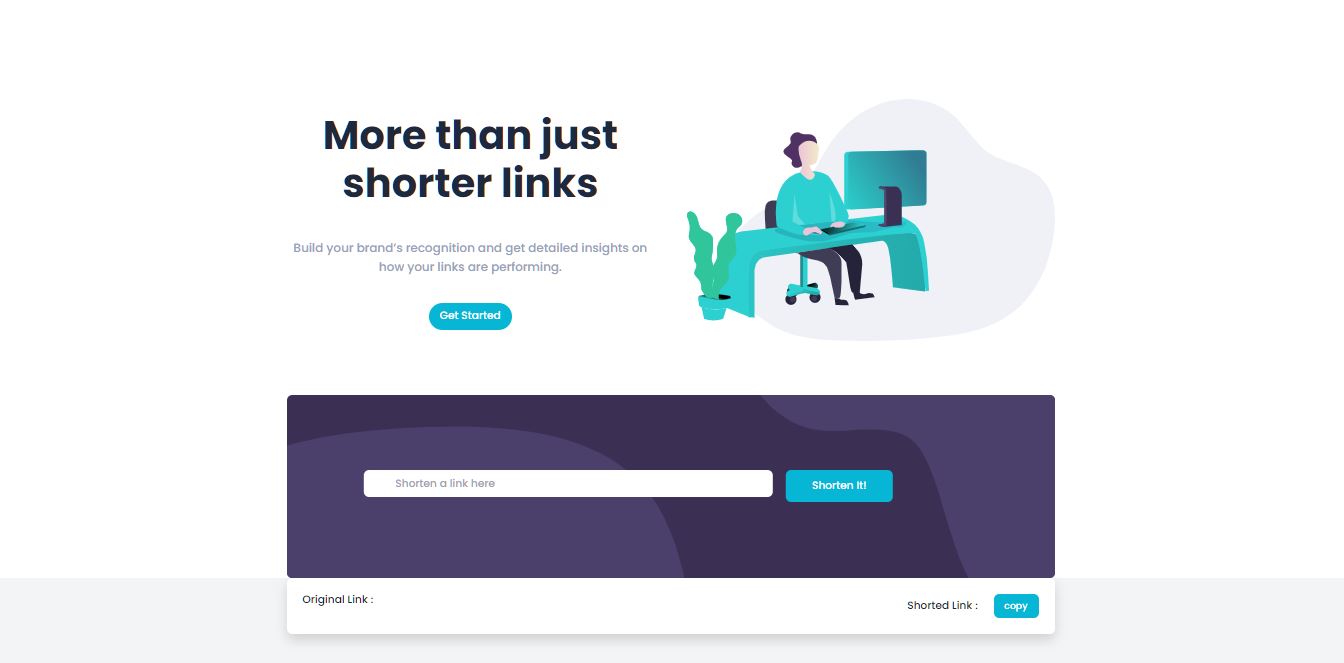 More than just
shorter links
Build your brand’s recognition and get detailed insights on
how your links are performing.
Get Started
Shorten a link here
Shorten It!
Original Link :
Shorted Link :
copy